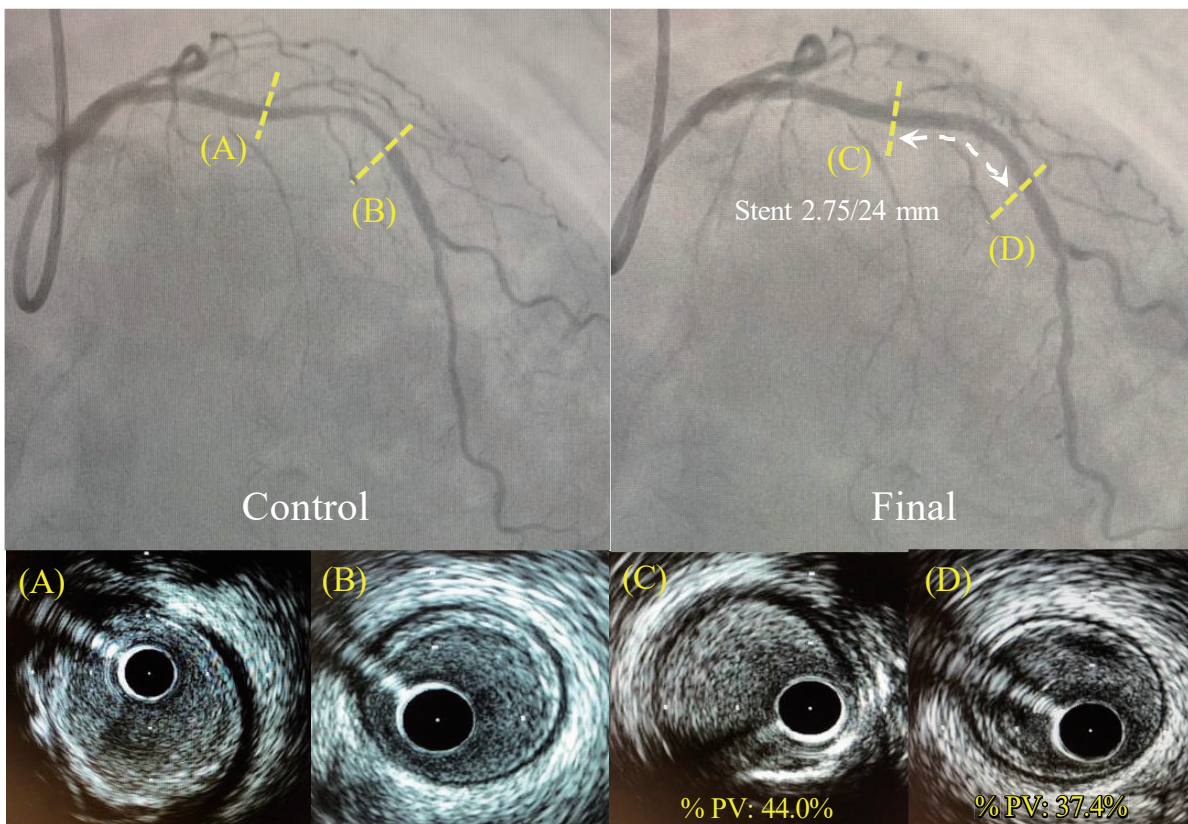 (A)
(B)
Control
(C)
Stent 2.75/24 mm
(D)
Final
(A)
(B)
(C)
% PV: 44.0%
(D)
% PV: 37.4%